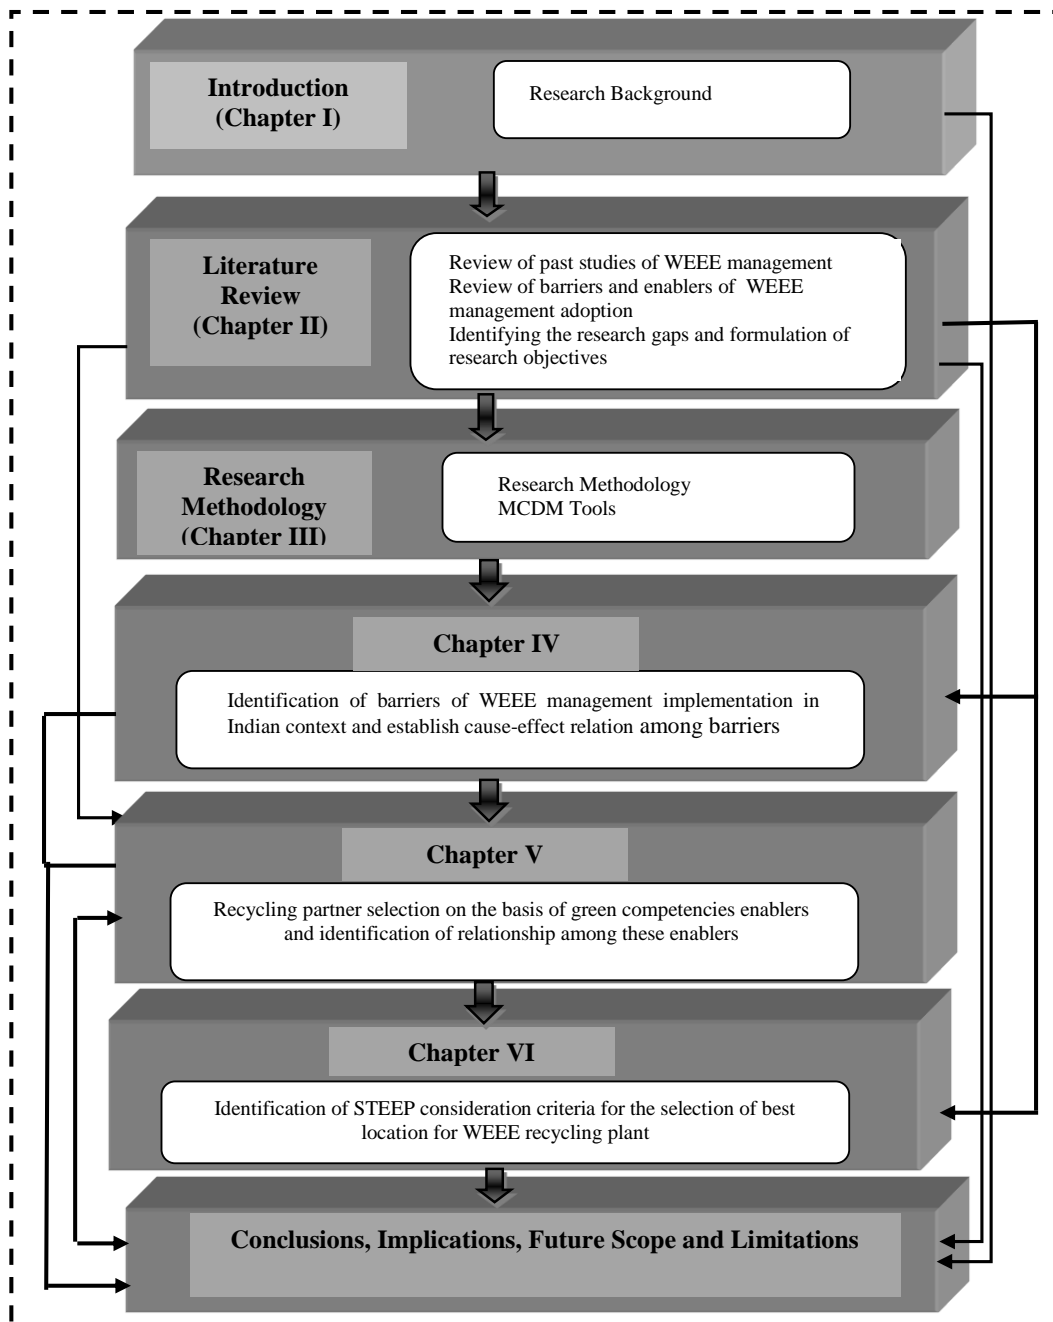 Introduction
(Chapter I)
Research Background
Literature
Review
(Chapter II)
Review of past studies of WEEE management
Review of barriers and enablers of WEEE
management adoption
Identifying the research gaps and formulation of
research objectives
Research
Methodology
(Chapter III)
Research Methodology
MCDM Tools
Chapter IV
Identification of barriers of WEEE management implementation in
Indian context and establish cause-effect relation among barriers
Chapter V
Recycling partner selection on the basis of green competencies enablers
and identification of relationship among these enablers
Chapter VI
Identification of STEEP consideration criteria for the selection of best
location for WEEE recycling plant
Conclusions, Implications, Future Scope and Limitations